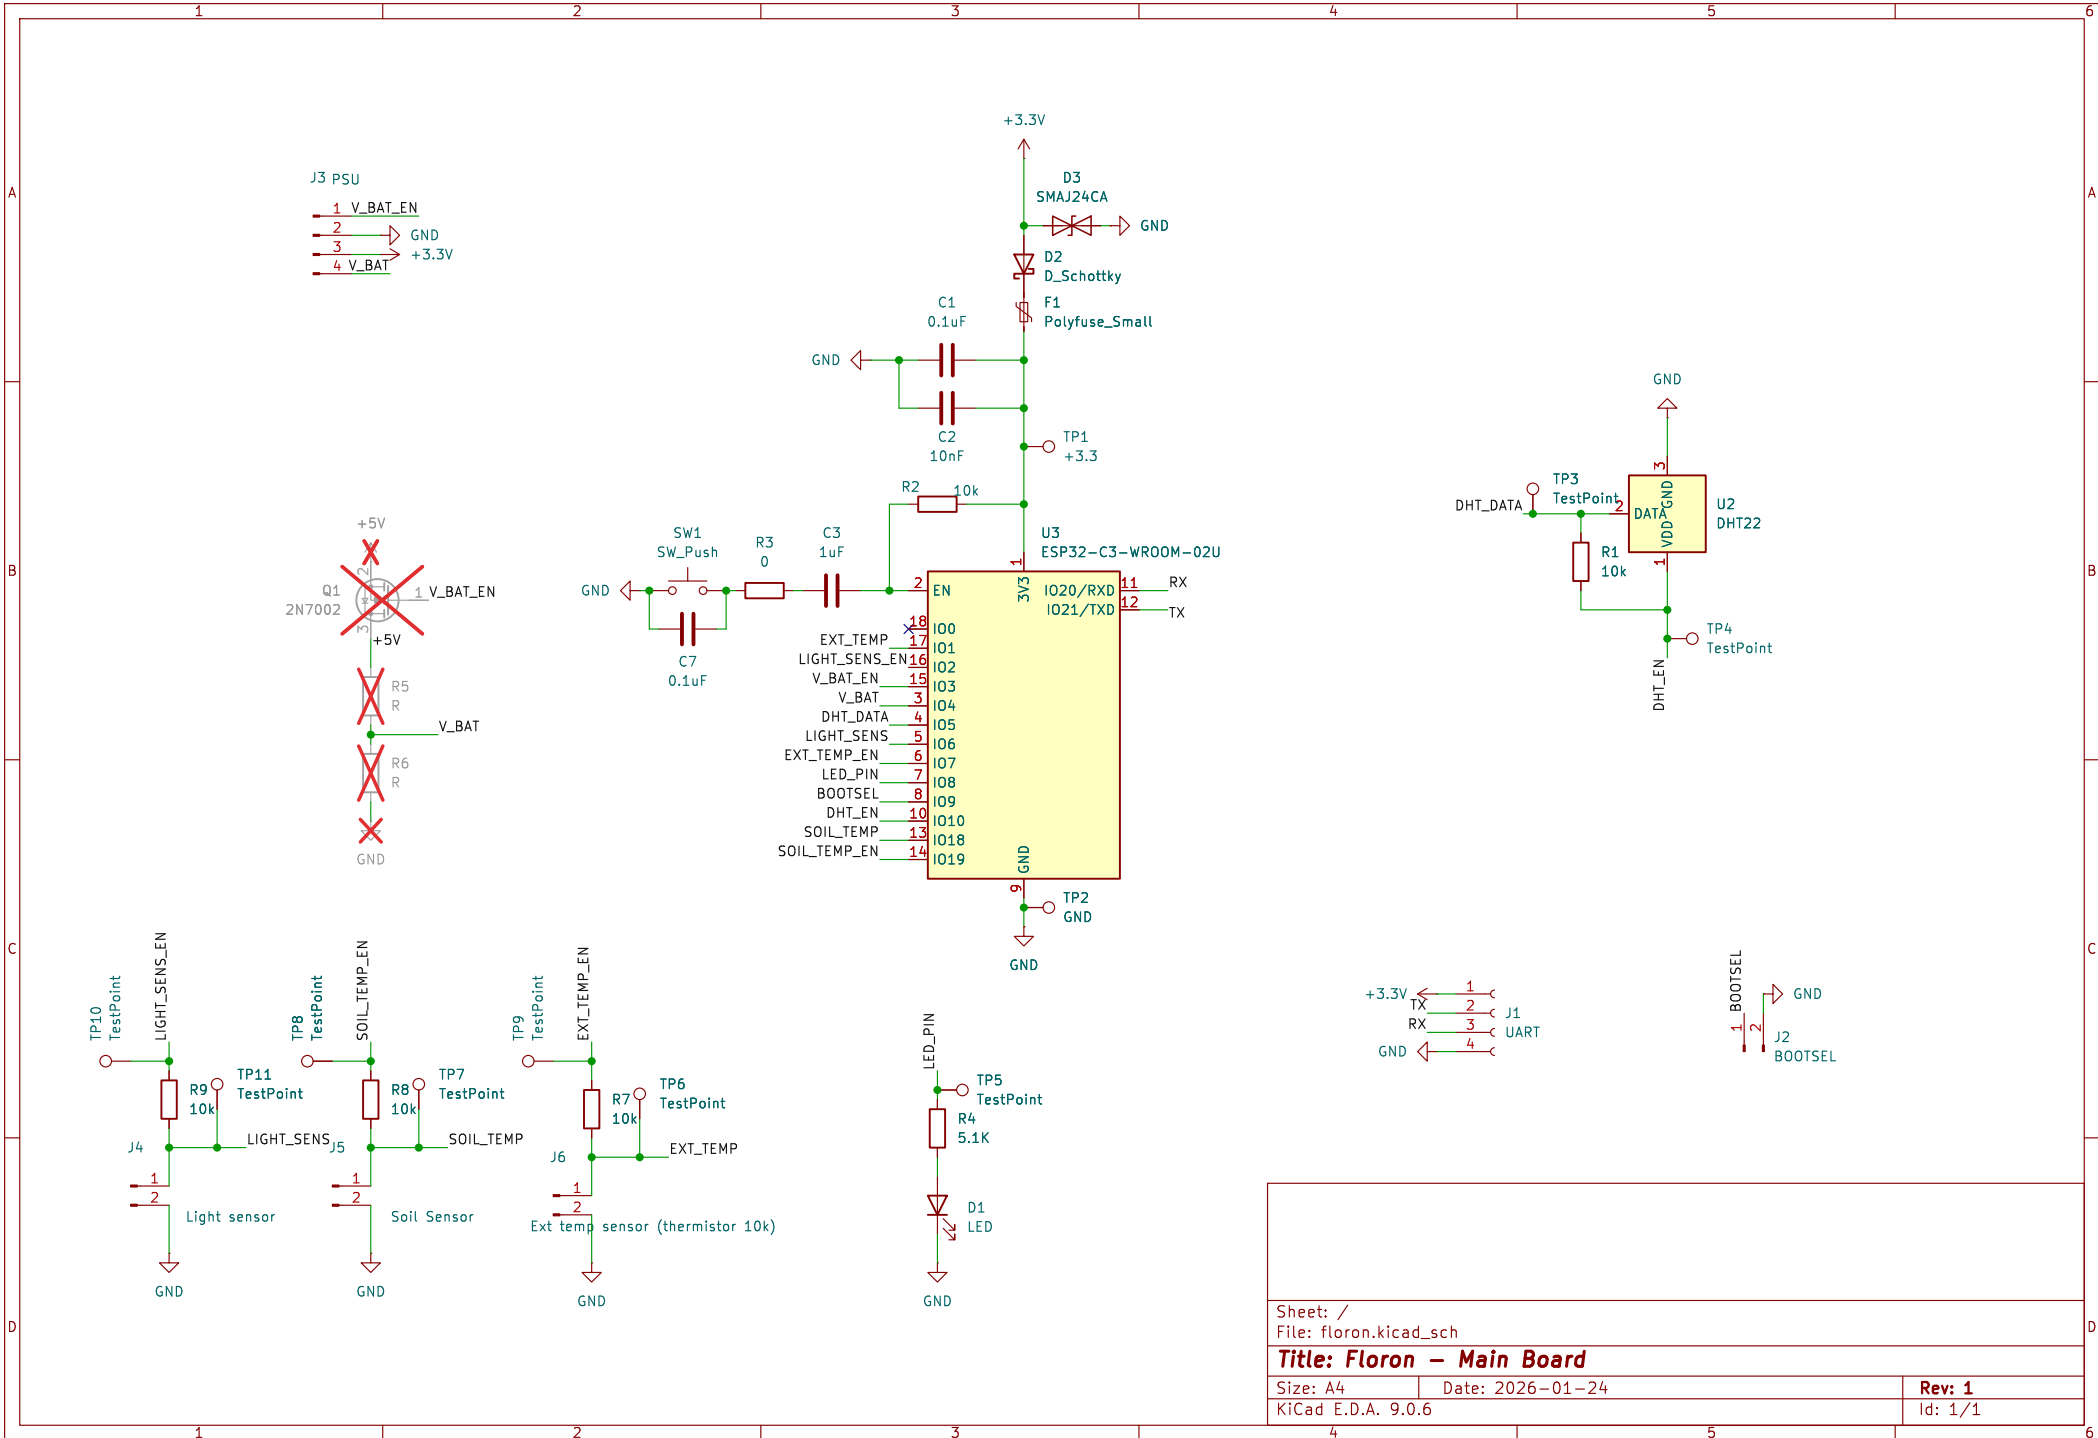 1 2 3 4 5 6
A
B
C
D
A
B
C
D
1 2 3 4 5 6
J3 PSU
1 V_BAT_EN
2 GND
3 +3.3V
4 V_BAT
+3.3V
D3
SMAJ24CA
GND
D2
D_Schottky
F1
Polyfuse_Small
C1
0.1uF
GND
C2
10nF
TP1
+3.3
R2 10k
SW1
SW_Push
R3
0
C3
1uF
GND
C7
0.1uF
U3
ESP32-C3-WROOM-02U
1
3V3
2 EN
18 IO0
EXT_TEMP 17 IO1
LIGHT_SENS_EN 16 IO2
V_BAT_EN 15 IO3
V_BAT 3 IO4
DHT_DATA 4 IO5
LIGHT_SENS 5 IO6
EXT_TEMP_EN 6 IO7
LED_PIN 7 IO8
BOOTSEL 8 IO9
DHT_EN 10 IO10
SOIL_TEMP 13 IO18
SOIL_TEMP_EN 14 IO19
IO20/RXD 11 RX
IO21/TXD 12 TX
GND
9
TP2
GND
GND
+5V
2
Q1
2N7002
1 V_BAT_EN
3
+5V
R5
R
V_BAT
R6
R
GND
GND
3
TP3
TestPoint
DHT_DATA
2 DATA
GND
VDD
1
U2
DHT22
R1
10k
TP4
TestPoint
DHT_EN
TP10
TestPoint
LIGHT_SENS_EN
R9
10k
TP11
TestPoint
LIGHT_SENS
J4
1
2
Light sensor
GND
TP8
TestPoint
SOIL_TEMP_EN
R8
10k
TP7
TestPoint
SOIL_TEMP
J5
1
2
Soil Sensor
GND
TP9
TestPoint
EXT_TEMP_EN
R7
10k
TP6
TestPoint
EXT_TEMP
J6
1
2
Ext temp sensor (thermistor 10k)
GND
LED_PIN
TP5
TestPoint
R4
5.1K
D1
LED
GND
+3.3V 1
TX 2
RX 3
GND 4
J1
UART
BOOTSEL
1
2
GND
J2
BOOTSEL
Sheet: /
File: floron.kicad_sch
Title: Floron – Main Board
Size: A4
Date: 2026-01-24
Rev: 1
KiCad E.D.A. 9.0.6
Id: 1/1